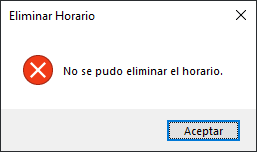 Eliminar Horario
No se pudo eliminar el horario.
Aceptar